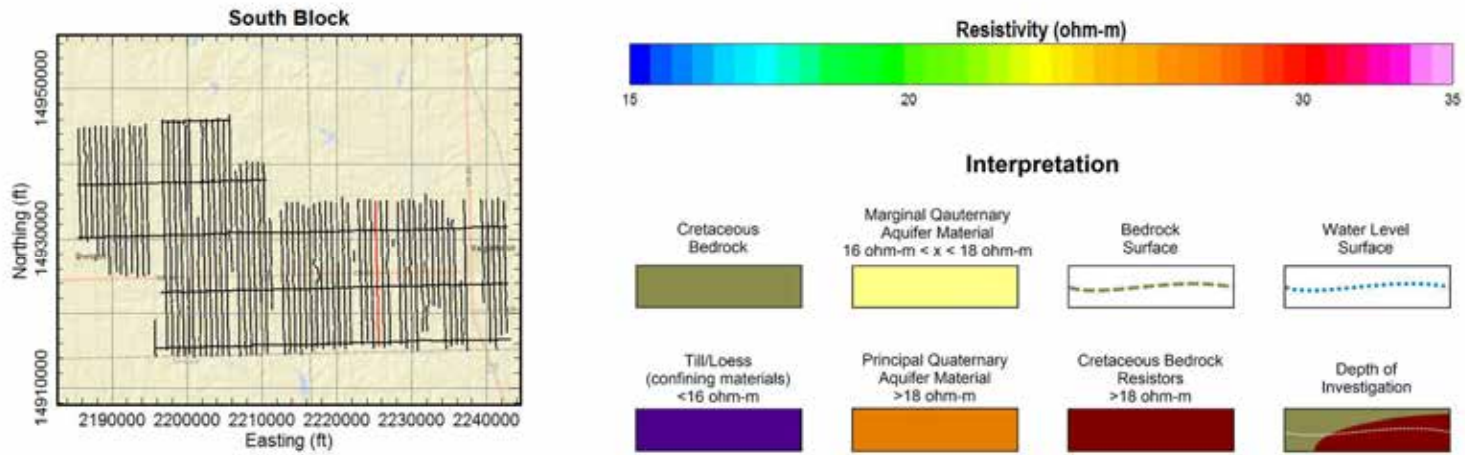 South Block
14950000
14930000
14910000
Northing (ft)
2190000 2200000 2210000 2220000 2230000 2240000
Easting (ft)
Resistivity (ohm-m)
15 20 30 35
Interpretation
Cretaceous
Bedrock
Marginal Qauternary
Aquifer Material
16 ohm-m < x < 18 ohm-m
Bedrock
Surface
Water Level
Surface
Till/Loess
(confining materials)
<16 ohm-m
Principal Quaternary
Aquifer Material
>18 ohm-m
Cretaceous Bedrock
Resistors
>18 ohm-m
Depth of
Investigation